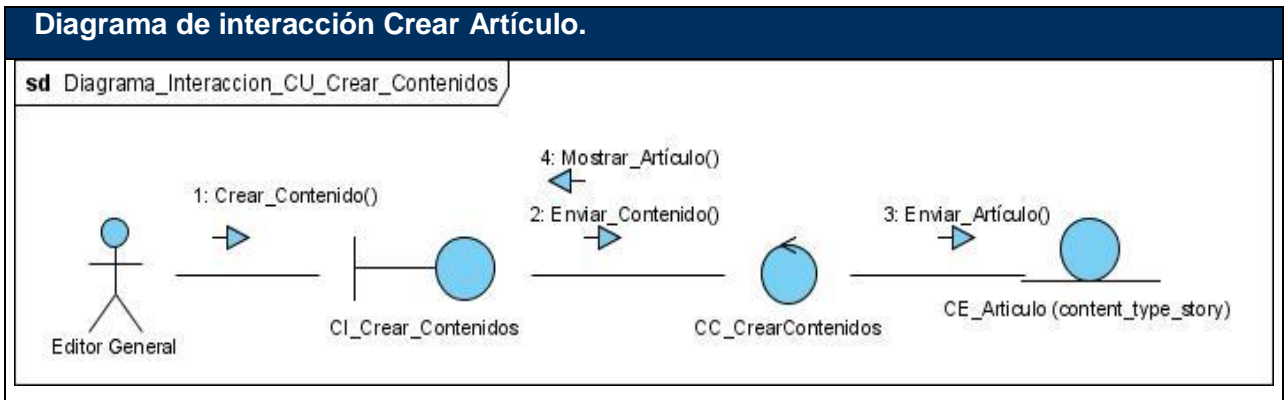 Diagrama de interacción Crear Artículo.
sd Diagrama_Interaccion_CU_Crear_Contenidos
4: Mostrar_Artículo()
1: Crear_Contenido()
2: Enviar_Contenido()
3: Enviar_Artículo()
CI_Crear_Contenidos
CC_CrearContenidos
CE_Articulo (content_type_story)
Editor General